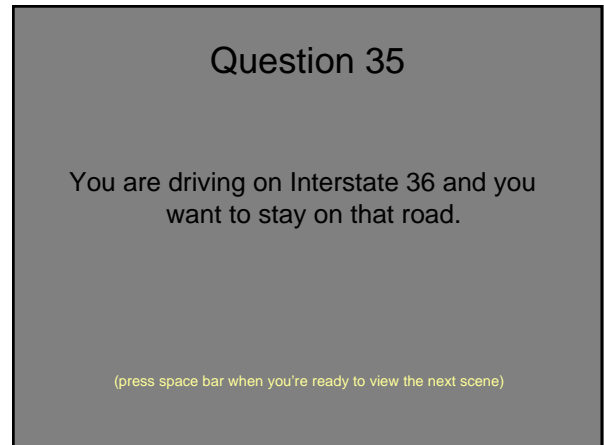 Question 35
You are driving on Interstate 36 and you
want to stay on that road.
(press space bar when you're ready to view the next scene)